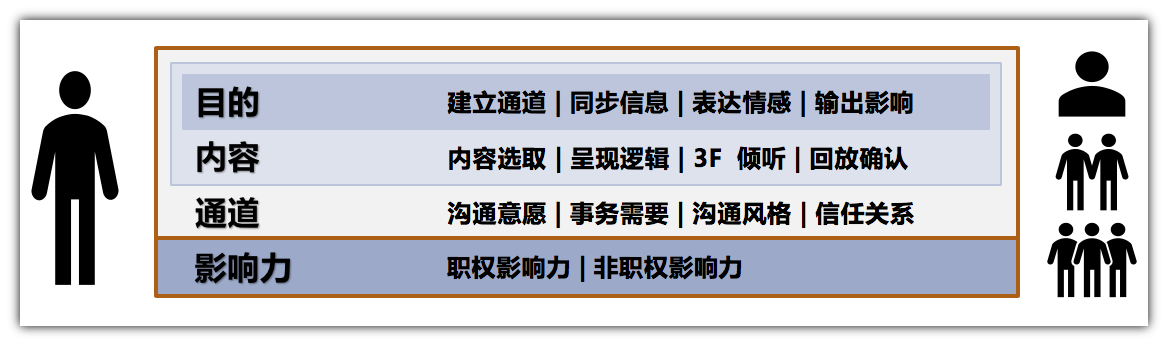 目的 建立通道 | 同步信息 | 表达情感 | 输出影响
内容 内容选取 | 呈现逻辑 | 3F 倾听 | 回放确认
通道 沟通意愿 | 事务需要 | 沟通风格 | 信任关系
影响力 职权影响力 | 非职权影响力